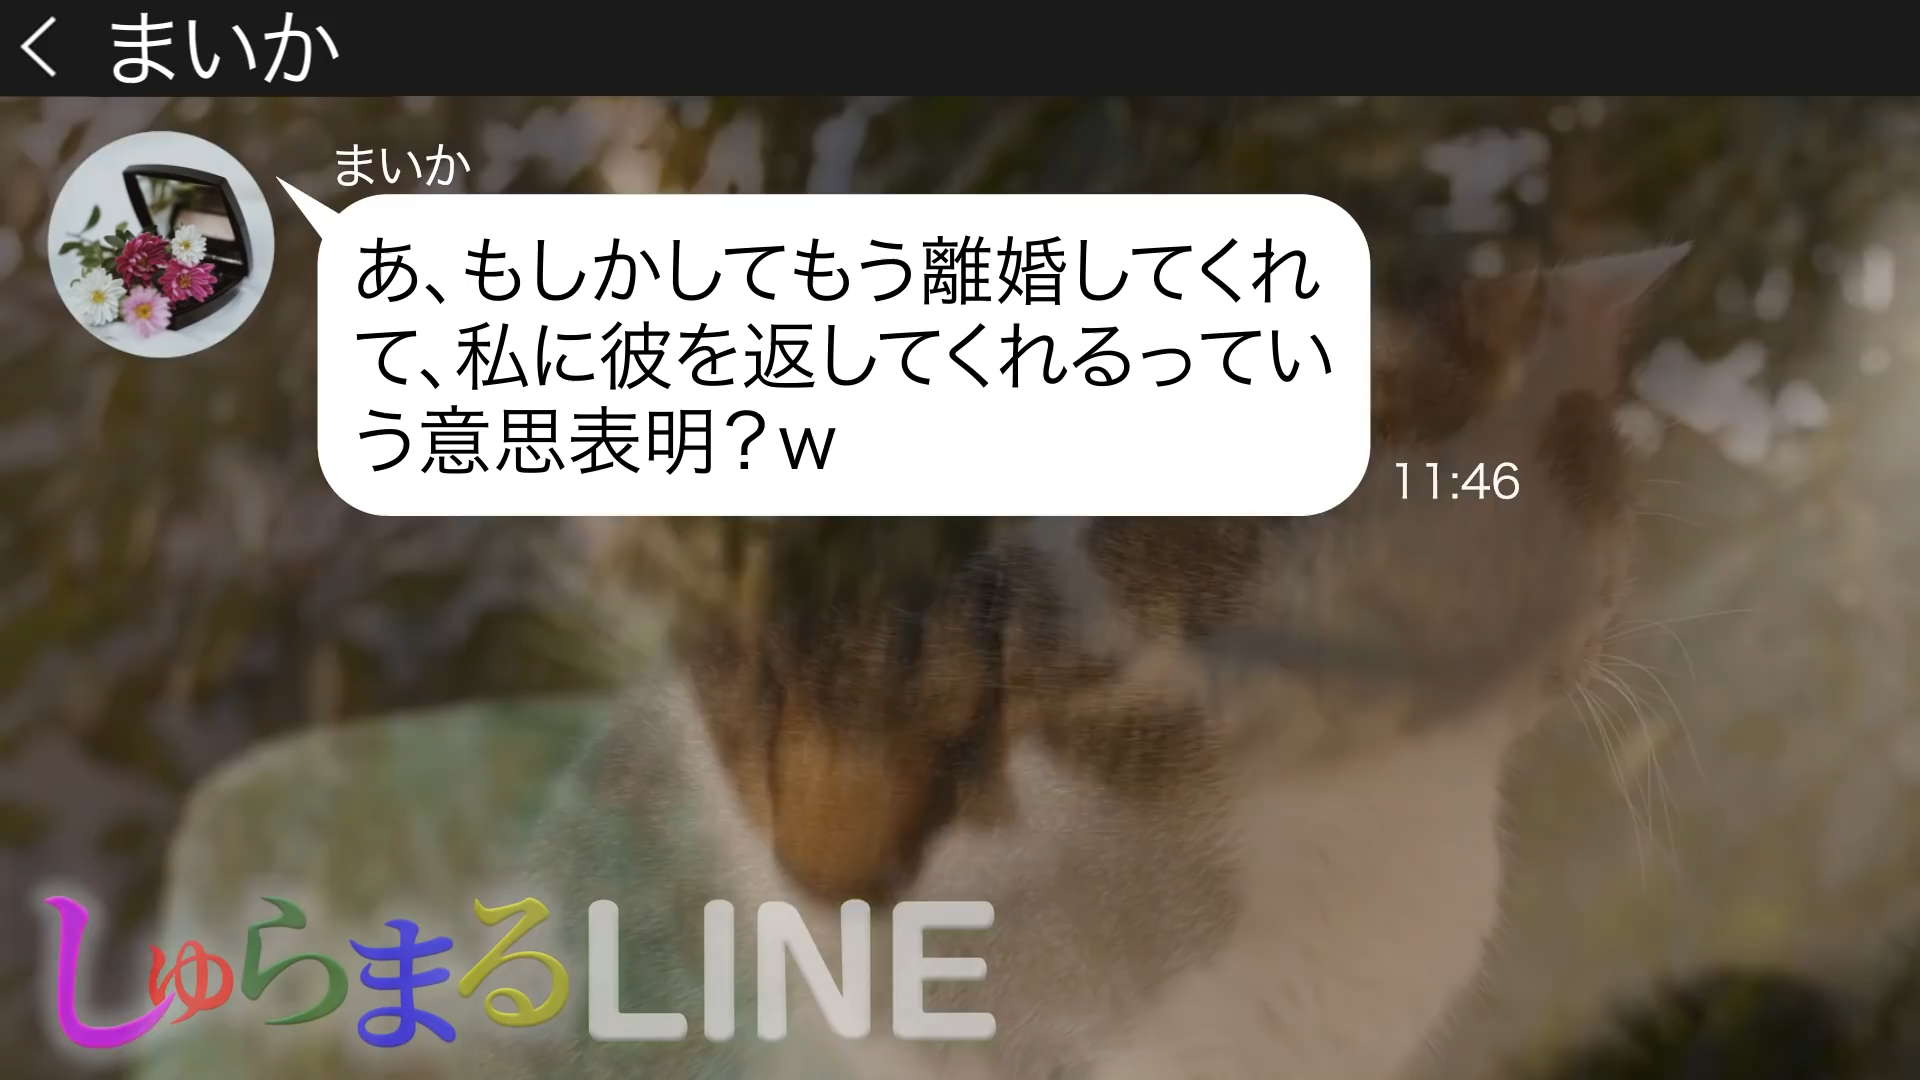 まいか
まいか
あ、もしかしてもう離婚してくれ
て、私に彼を返してくれるってい
う意思表明？w
11:46
しゅらまるLINE